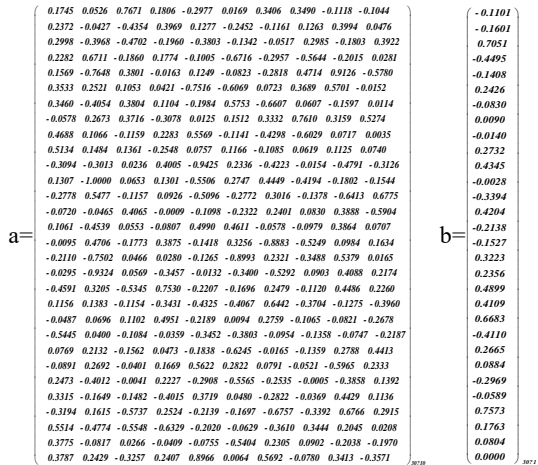 a=
0.1745 0.0526 0.7671 0.1806 - 0.2977 0.0169 0.3406 0.3490 - 0.1118 - 0.1044
0.2372 - 0.0427 - 0.4354 0.3969 0.1277 - 0.2452 - 0.1161 0.1263 0.3994 0.0476
0.2998 - 0.3968 - 0.4702 - 0.1960 - 0.3803 - 0.1342 - 0.0517 0.2985 - 0.1803 0.3922
0.2282 0.6711 - 0.1860 0.1774 - 0.1005 - 0.6716 - 0.2957 - 0.5644 - 0.2015 0.0281
0.1569 - 0.7648 0.3801 - 0.0163 0.1249 - 0.0823 - 0.2818 0.4714 0.9126 - 0.5780
0.3533 0.2521 0.1053 0.0421 - 0.7516 - 0.6069 0.0723 0.3689 0.5701 - 0.0152
0.3460 - 0.4054 0.3804 0.1104 - 0.1984 0.5753 - 0.6607 0.0607 - 0.1597 0.0114
- 0.0578 0.2673 0.3716 - 0.3078 0.0125 0.1512 0.3332 0.7610 0.3159 0.5274
0.4688 0.1066 - 0.1159 0.2283 0.5569 - 0.1141 - 0.4298 - 0.6029 0.0717 0.0035
0.5134 0.1484 0.1361 - 0.2548 0.0757 0.1166 - 0.1085 0.0619 0.1125 0.0740
- 0.3094 - 0.3013 0.0236 0.4005 - 0.9425 0.2336 - 0.4223 - 0.0154 - 0.4791 - 0.3126
0.1307 - 1.0000 0.0653 0.1301 - 0.5506 0.2747 0.4449 - 0.4194 - 0.1802 - 0.1544
- 0.2778 0.5477 - 0.1157 0.0926 - 0.5096 - 0.2772 0.3016 - 0.1378 - 0.6413 0.6775
- 0.0720 - 0.0465 0.4065 - 0.0009 - 0.1098 - 0.2322 0.2401 0.0830 0.3888 - 0.5904
0.1061 - 0.4539 0.0553 - 0.0807 0.4990 0.4611 - 0.0578 - 0.0979 0.3864 0.0707
- 0.0095 0.4706 - 0.1773 0.3875 - 0.1418 0.3256 - 0.8883 - 0.5249 0.0984 0.1634
- 0.2110 - 0.7502 0.0466 0.0280 - 0.1265 - 0.8993 0.2321 - 0.3488 0.5379 0.0165
- 0.0295 - 0.9324 0.0569 - 0.3457 - 0.0132 - 0.3400 - 0.5292 0.0903 0.4088 0.2174
- 0.4591 0.3205 - 0.5345 0.7530 - 0.2207 - 0.1696 0.2479 - 0.1120 0.4486 0.2260
0.1156 0.1383 - 0.1154 - 0.3431 - 0.4325 - 0.4067 0.6442 - 0.3704 - 0.1275 - 0.3960
- 0.0487 0.0696 0.1102 0.4951 - 0.2189 0.0094 0.2759 - 0.1065 - 0.0821 - 0.2678
- 0.5445 0.0400 - 0.1084 - 0.0359 - 0.3452 - 0.3803 - 0.0954 - 0.1358 - 0.0747 - 0.2187
0.0769 0.2132 - 0.1562 0.0473 - 0.1838 - 0.6245 - 0.0165 - 0.1359 0.2788 0.4413
- 0.0891 0.2692 - 0.0401 0.1669 0.5622 0.2822 0.0791 - 0.0521 - 0.5965 0.2333
0.2473 - 0.4012 - 0.0041 0.2227 - 0.2908 - 0.5565 - 0.2535 - 0.0005 - 0.3858 0.1392
0.3315 - 0.1649 - 0.1482 - 0.4015 0.3719 0.0480 - 0.2822 - 0.0369 0.4429 0.1136
- 0.3194 0.1615 - 0.5737 0.2524 - 0.2139 - 0.1697 - 0.6757 - 0.3392 0.6766 0.2915
0.5514 - 0.4774 - 0.5548 - 0.6329 - 0.2020 - 0.0629 - 0.3610 0.3444 0.2045 0.0208
0.3775 - 0.0817 0.0266 - 0.0409 - 0.0755 - 0.5404 0.2305 0.0902 - 0.2038 - 0.1970
0.3787 0.2429 - 0.3257 0.2407 0.8966 0.0064 0.5692 - 0.0780 0.3413 - 0.3571
30?10
b=
- 0.1101
- 0.1601
0.7051
- 0.4495
- 0.1408
0.2426
- 0.0830
0.0090
- 0.0140
0.2732
0.4345
- 0.0028
- 0.3394
0.4204
- 0.2138
- 0.1527
0.3223
0.2356
0.4899
0.4109
0.6683
- 0.4110
0.2665
0.0884
- 0.2969
- 0.0589
0.7573
0.1763
0.0804
0.0000
30?1